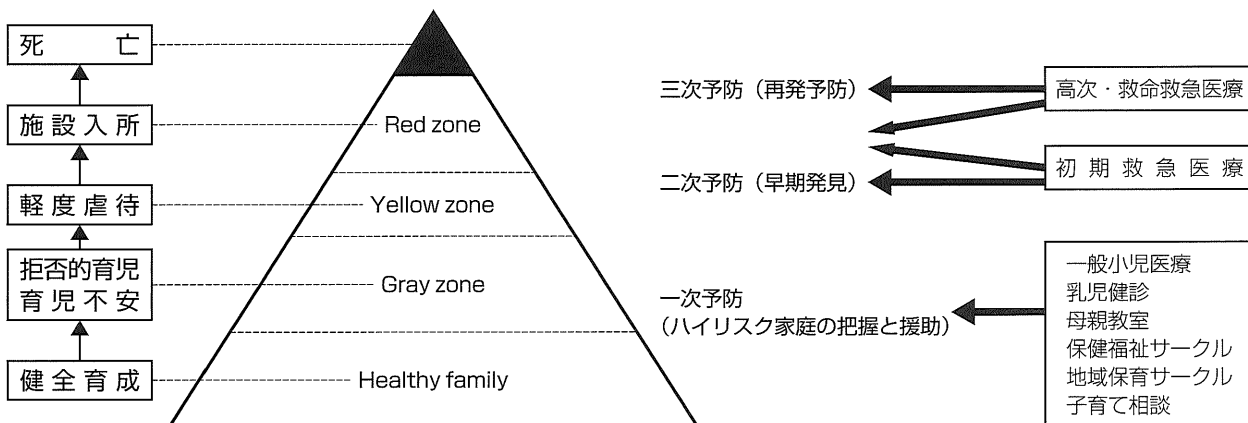 死亡
施設入所
軽度虐待
拒否的育児
育児不安
健全育成
Red zone
Yellow zone
Gray zone
Healthy family
三次予防（再発予防）
二次予防（早期発見）
一次予防
（ハイリスク家庭の把握と援助）
高次・救命救急医療
初期救急医療
一般小児医療
乳児健診
母親教室
保健福祉サークル
地域保育サークル
子育て相談